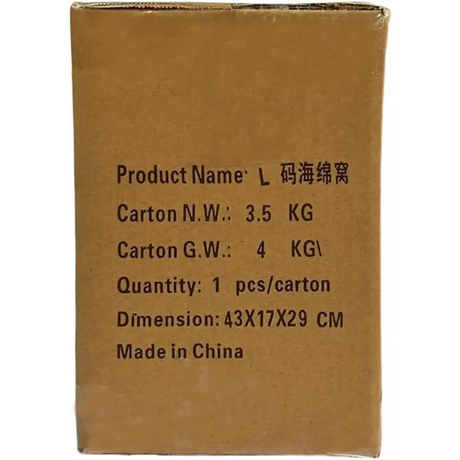 Product Name: L 码海绵窝
Carton N.W.: 3.5 KG
Carton G.W.: 4 KG\
Quantity: 1 pcs/carton
Dimension: 43X17X29 CM
Made in China